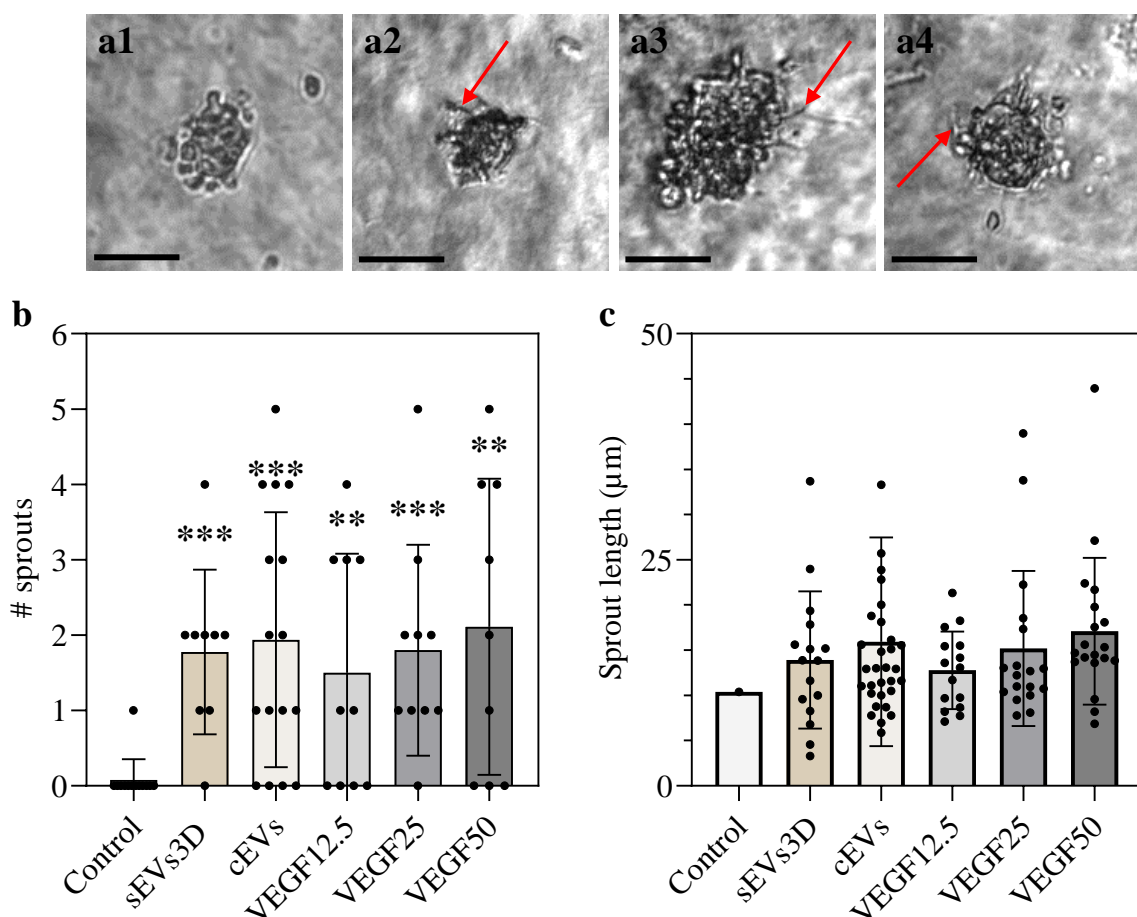 a1
a2
a3
a4
b
c
# sprouts
6
5
4
3
2
1
0
***
***
**
***
**
Control
sEVs3D
cEVs
VEGF12.5
VEGF25
VEGF50
Sprout length (μm)
50
25
0
Control
sEVs3D
cEVs
VEGF12.5
VEGF25
VEGF50